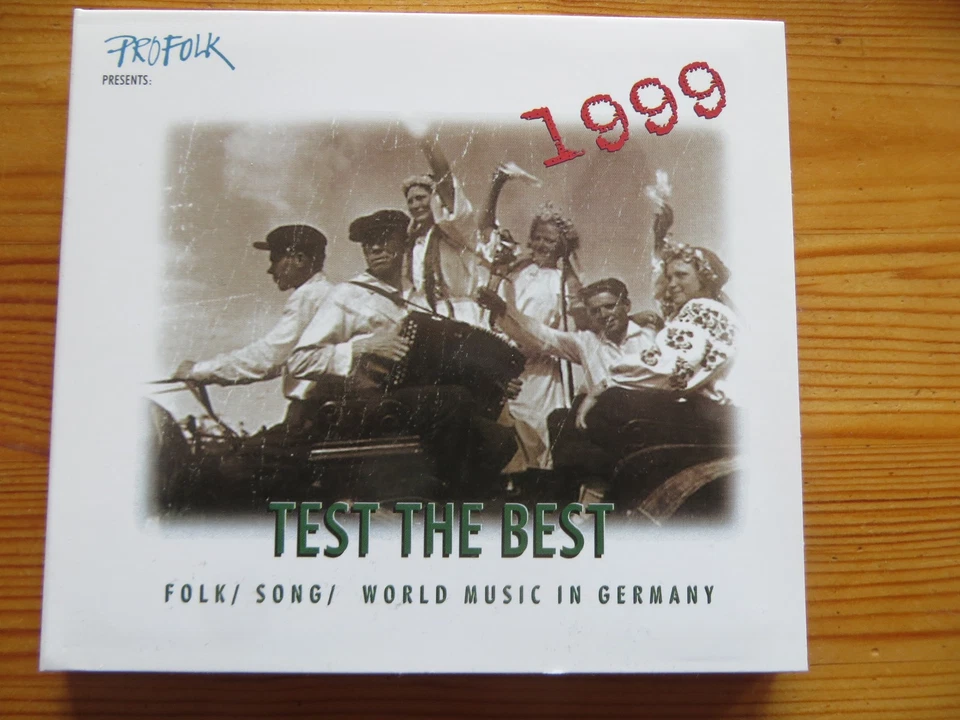 PROFOLK
PRESENTS:
1999
TEST THE BEST
FOLK/ SONG/ WORLD MUSIC IN GERMANY